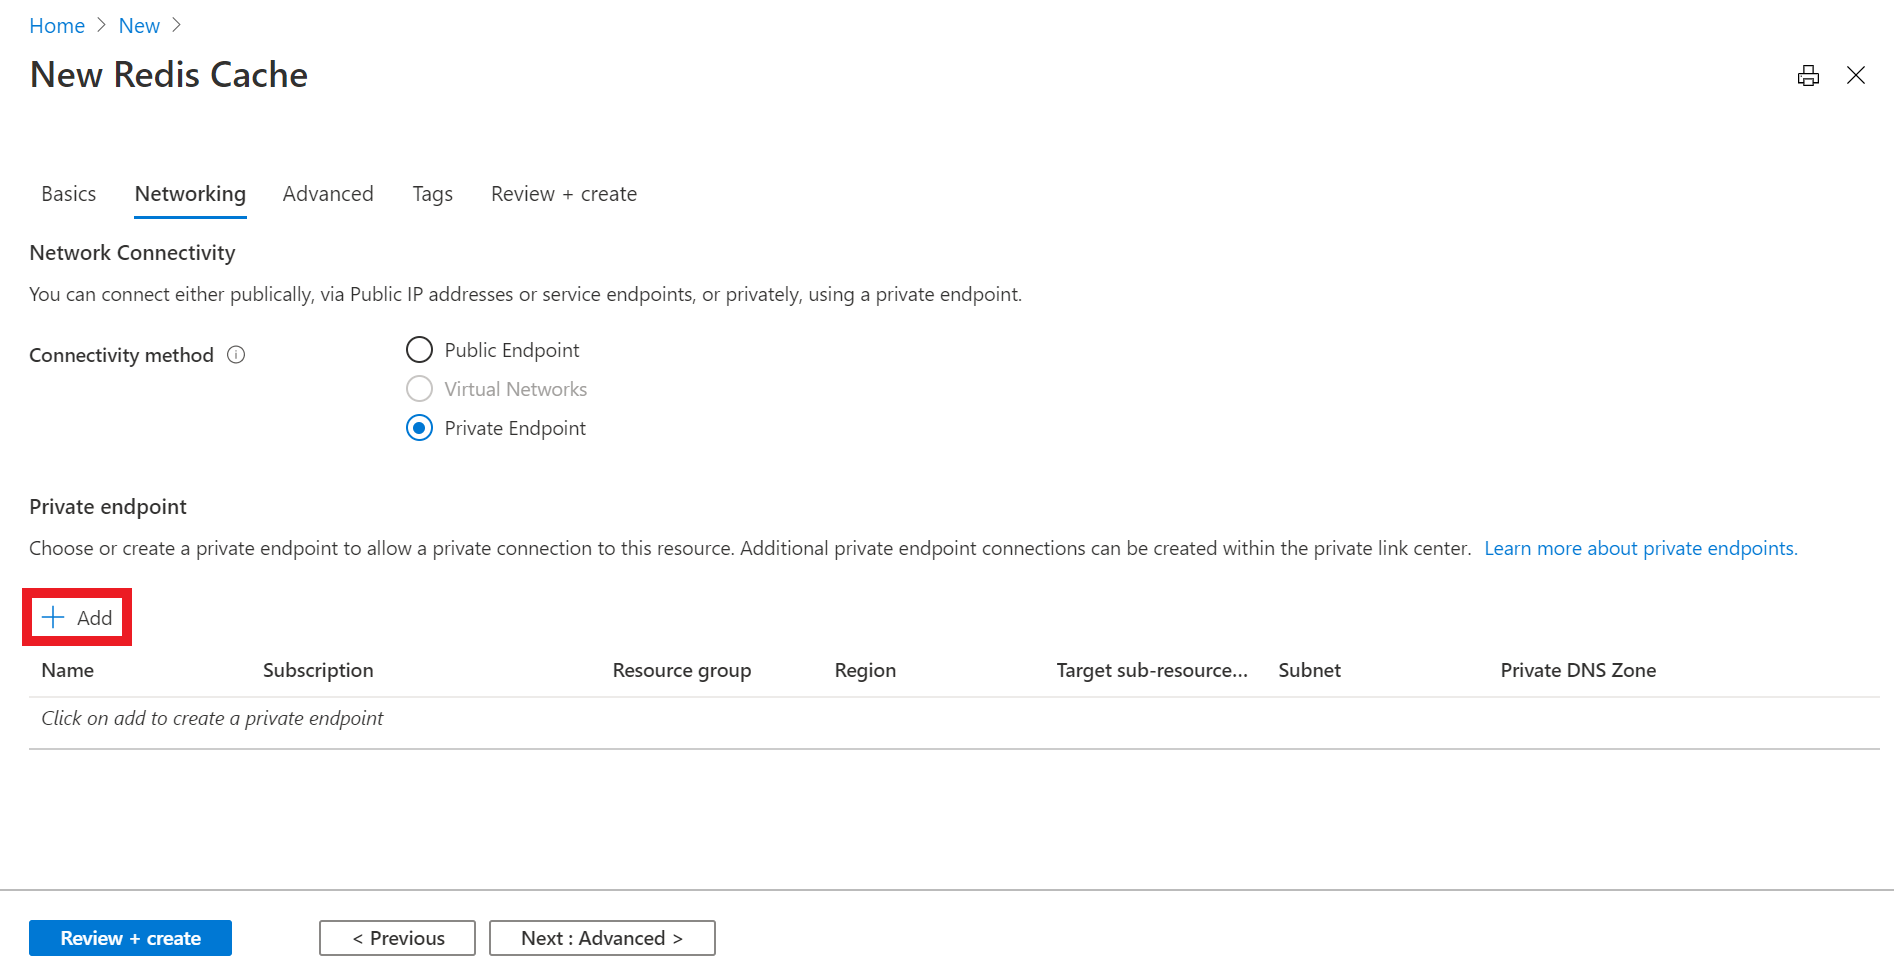 Home > New >
New Redis Cache
Basics Networking Advanced Tags Review + create
Network Connectivity
You can connect either publically, via Public IP addresses or service endpoints, or privately, using a private endpoint.
Connectivity method
Public Endpoint
Virtual Networks
Private Endpoint
Private endpoint
Choose or create a private endpoint to allow a private connection to this resource. Additional private endpoint connections can be created within the private link center. Learn more about private endpoints.
+ Add
Name Subscription Resource group Region Target sub-resource... Subnet Private DNS Zone
Click on add to create a private endpoint
Review + create < Previous Next : Advanced >